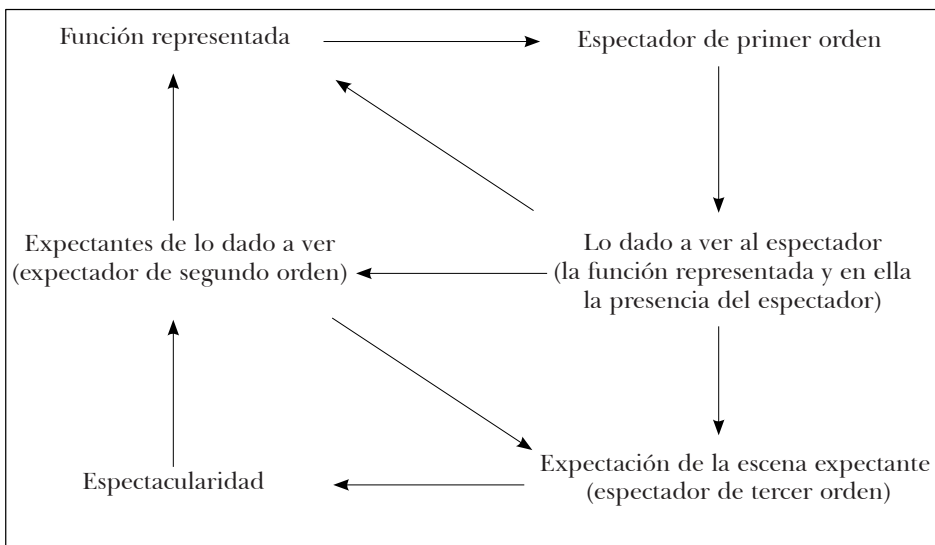 Función representada
Espectador de primer orden
Expectantes de lo dado a ver
(expectador de segundo orden)
Lo dado a ver al espectador
(la función representada y en ella
la presencia del espectador)
Espectacularidad
Expectación de la escena expectante
(espectador de tercer orden)